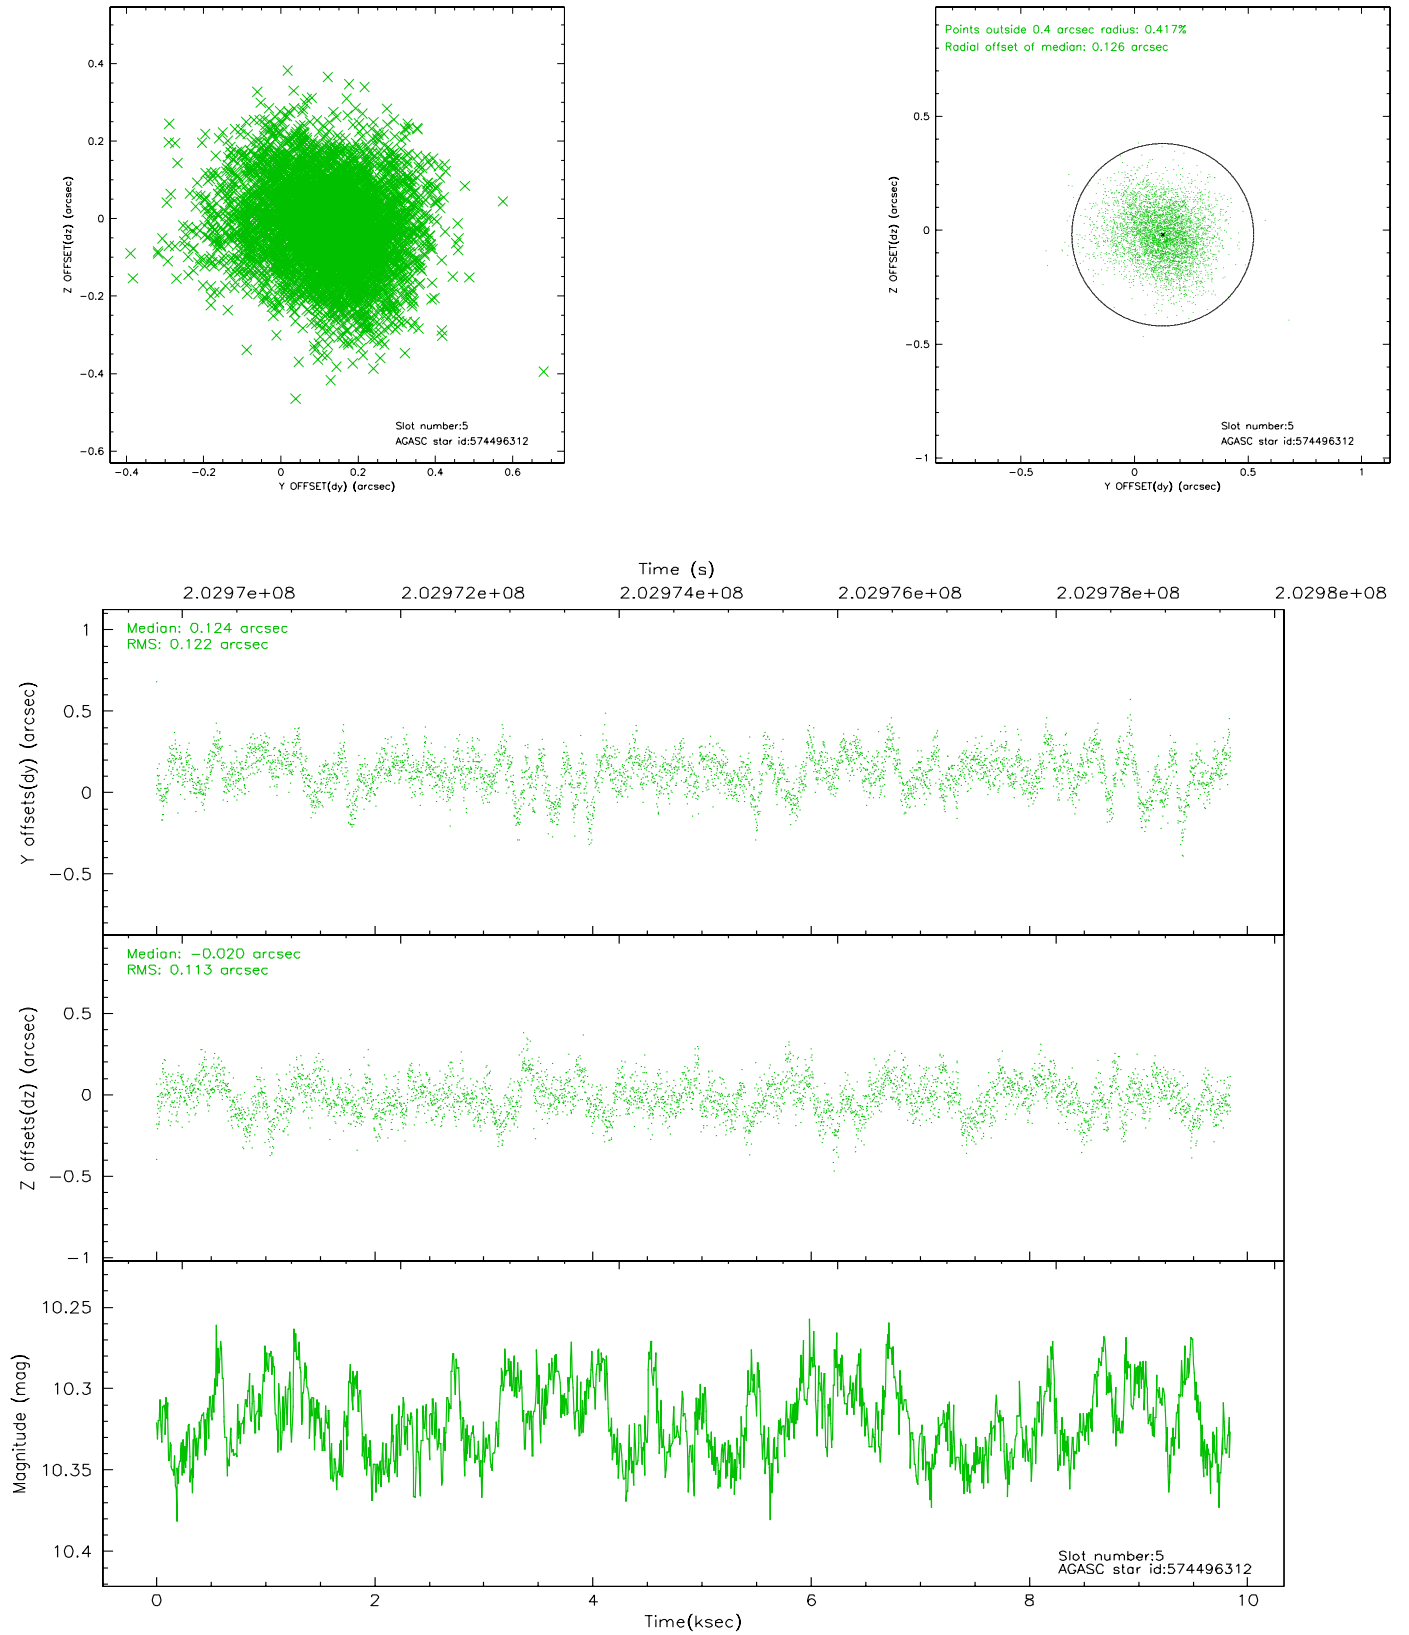 0.4
0.2
0
−0.2
−0.4
−0.6
Z OFFSET(dz) (arcsec)
Slot number:5
AGASC star id:574496312
−0.4 −0.2 0 0.2 0.4 0.6
Y OFFSET(dy) (arcsec)
Points outside 0.4 arcsec radius: 0.417%
Radial offset of median: 0.126 arcsec
0.5
0
−0.5
−1
Z OFFSET(dz) (arcsec)
Slot number:5
AGASC star id:574496312
−0.5 0 0.5 1
Y OFFSET(dy) (arcsec)
Time (s)
2.0297e+08 2.02972e+08 2.02974e+08 2.02976e+08 2.02978e+08 2.0298e+08
Median: 0.124 arcsec
RMS: 0.122 arcsec
1
0.5
0
−0.5
Y offsets(dy) (arcsec)
Median: −0.020 arcsec
RMS: 0.113 arcsec
0.5
0
−0.5
−1
Z offsets(dz) (arcsec)
10.25
10.3
10.35
10.4
Magnitude (mag)
Slot number:5
AGASC star id:574496312
0 2 4 6 8 10
Time(ksec)